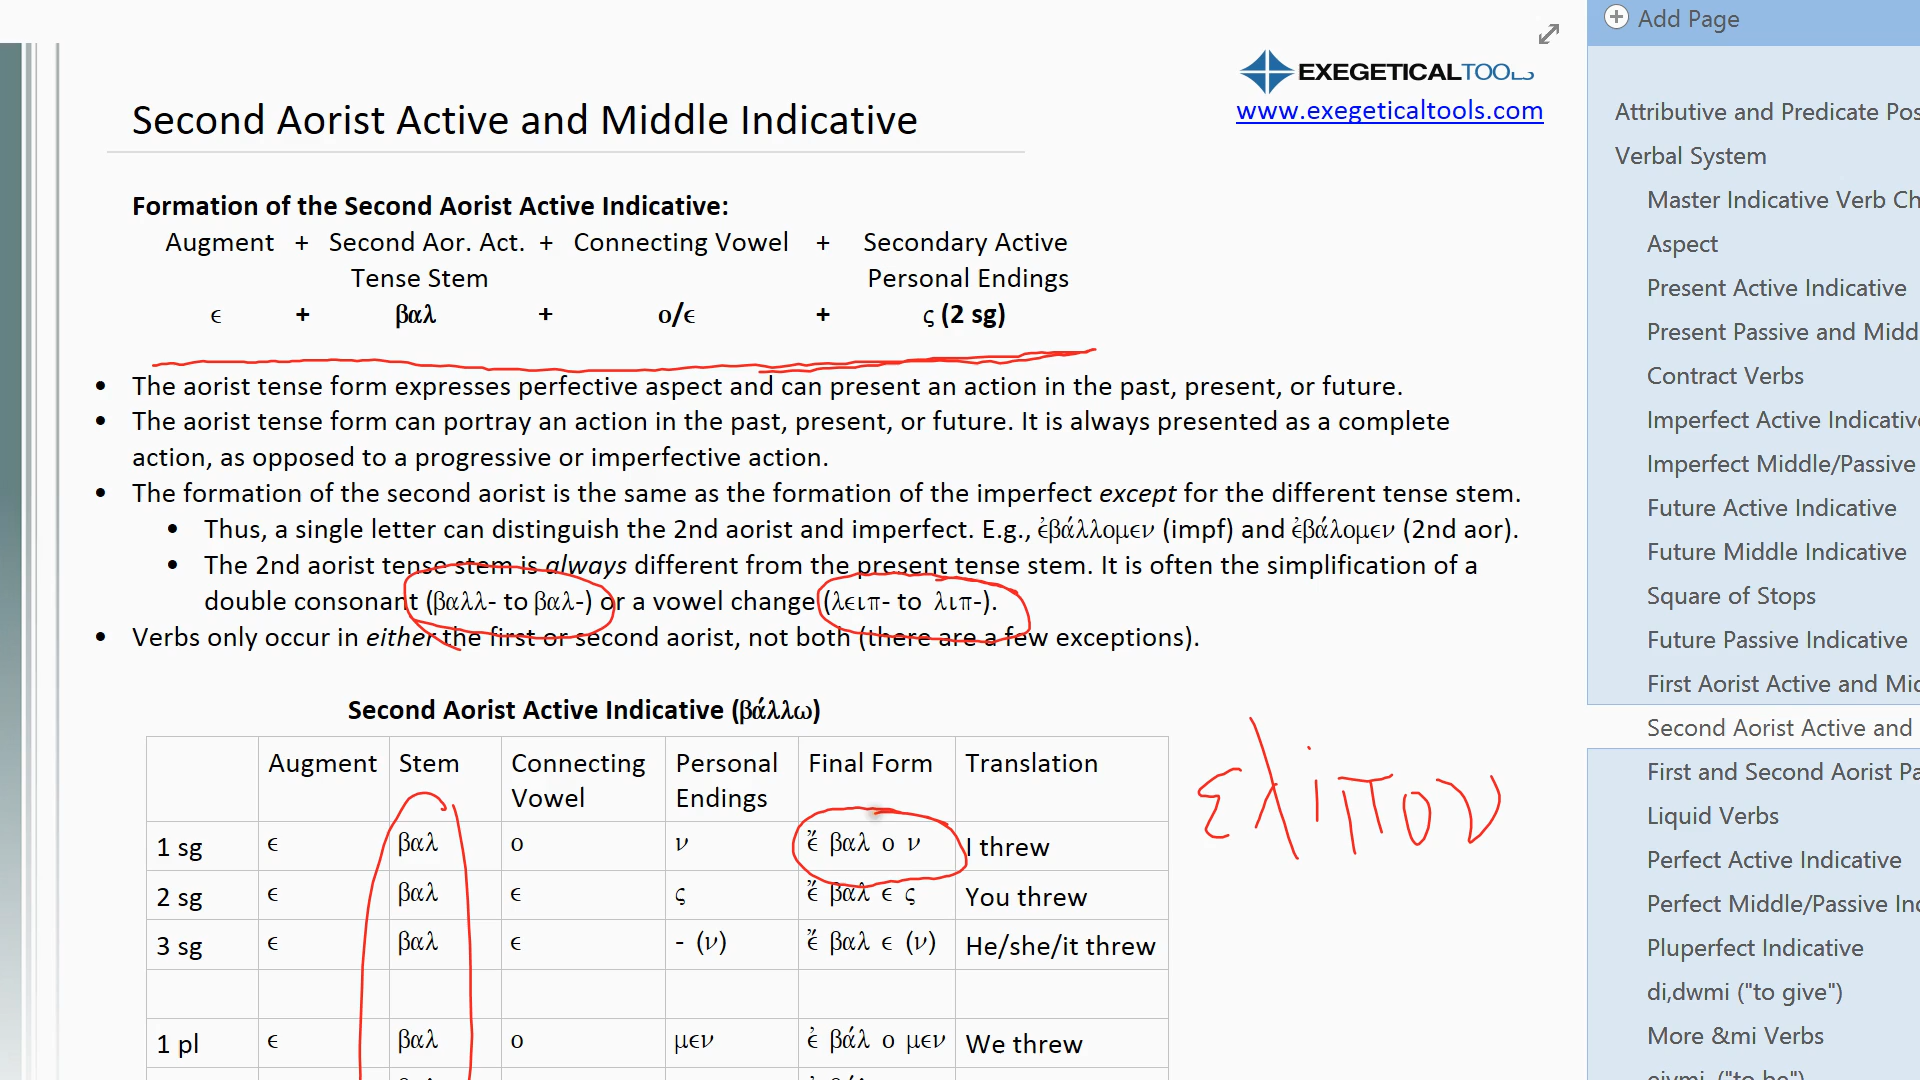 Add Page
EXEGETICALTOOLS
www.exegeticaltools.com
Second Aorist Active and Middle Indicative
Formation of the Second Aorist Active Indicative:
Augment + Second Aor. Act. + Connecting Vowel + Secondary Active
Tense Stem Personal Endings
ϵ + βαλ + ο/ϵ + ς (2 sg)
• The aorist tense form expresses perfective aspect and can present an action in the past, present, or future.
• The aorist tense form can portray an action in the past, present, or future. It is always presented as a complete
action, as opposed to a progressive or imperfective action.
• The formation of the second aorist is the same as the formation of the imperfect except for the different tense stem.
• Thus, a single letter can distinguish the 2nd aorist and imperfect. E.g., ἐβάλλομεν (impf) and ἐβάλομεν (2nd aor).
• The 2nd aorist tense stem is always different from the present tense stem. It is often the simplification of a
double consonant (βαλλ- to βαλ-) or a vowel change (λειπ- to λιπ-).
• Verbs only occur in either the first or second aorist, not both (there are a few exceptions).
Second Aorist Active Indicative (βάλλω)
Augment Stem Connecting Personal Final Form Translation
Vowel Endings
1 sg ϵ βαλ ο ν ἔ βαλ ο ν I threw
2 sg ϵ βαλ ϵ ς ἔ βαλ ϵ ς You threw
3 sg ϵ βαλ ϵ - (ν) ἔ βαλ ϵ (ν) He/she/it threw
1 pl ϵ βαλ ο μεν ἐ βάλ ο μεν We threw
ελιπον
Attributive and Predicate Pos
Verbal System
Master Indicative Verb Ch
Aspect
Present Active Indicative
Present Passive and Midd
Contract Verbs
Imperfect Active Indicative
Imperfect Middle/Passive
Future Active Indicative
Future Middle Indicative
Square of Stops
Future Passive Indicative
First Aorist Active and Mid
Second Aorist Active and
First and Second Aorist Pa
Liquid Verbs
Perfect Active Indicative
Perfect Middle/Passive Ind
Pluperfect Indicative
di,dwmi ("to give")
More &mi Verbs
eivmi, ("to be")